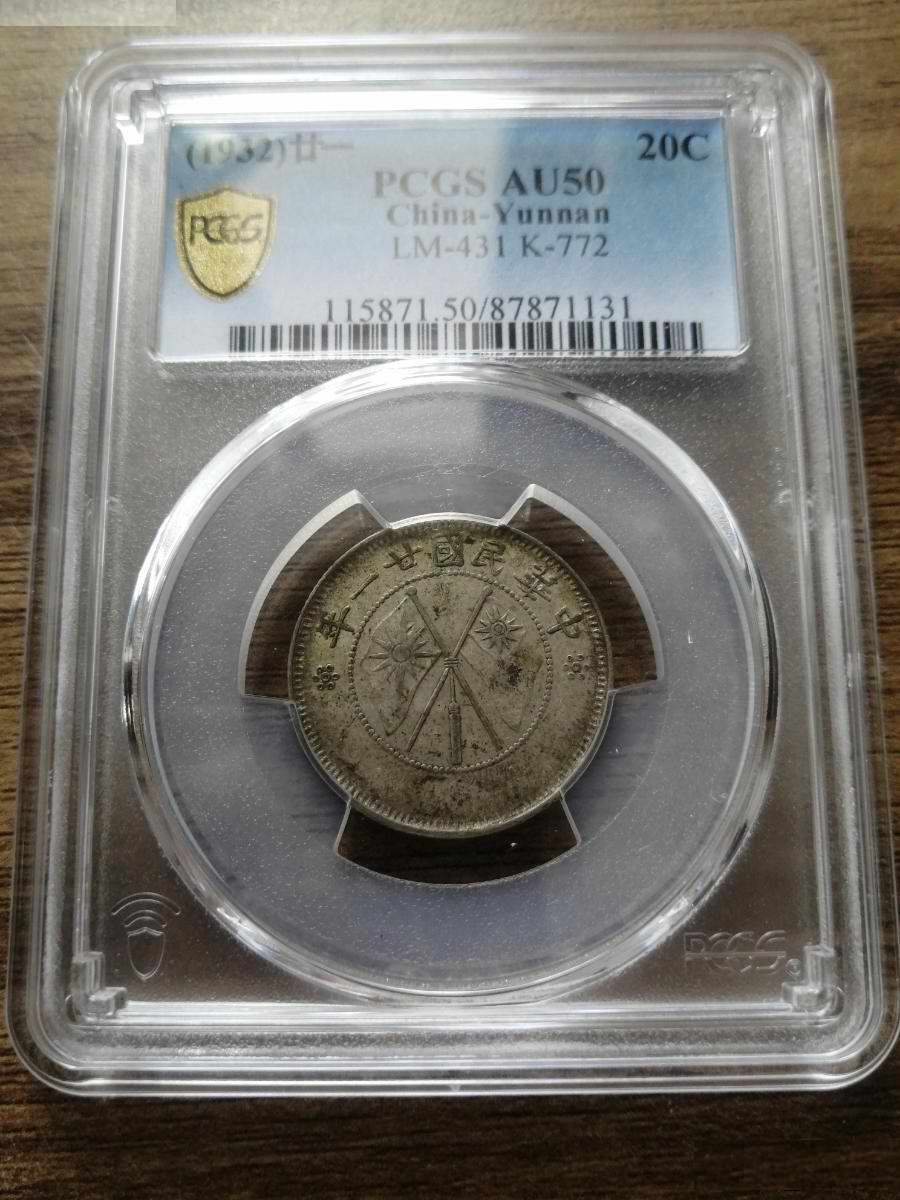 (1932)廿一 20C
PCGS AU50
China-Yunnan
LM-431 K-772
PCGS
115871.50/87871131
年一廿國民華中
PCGS